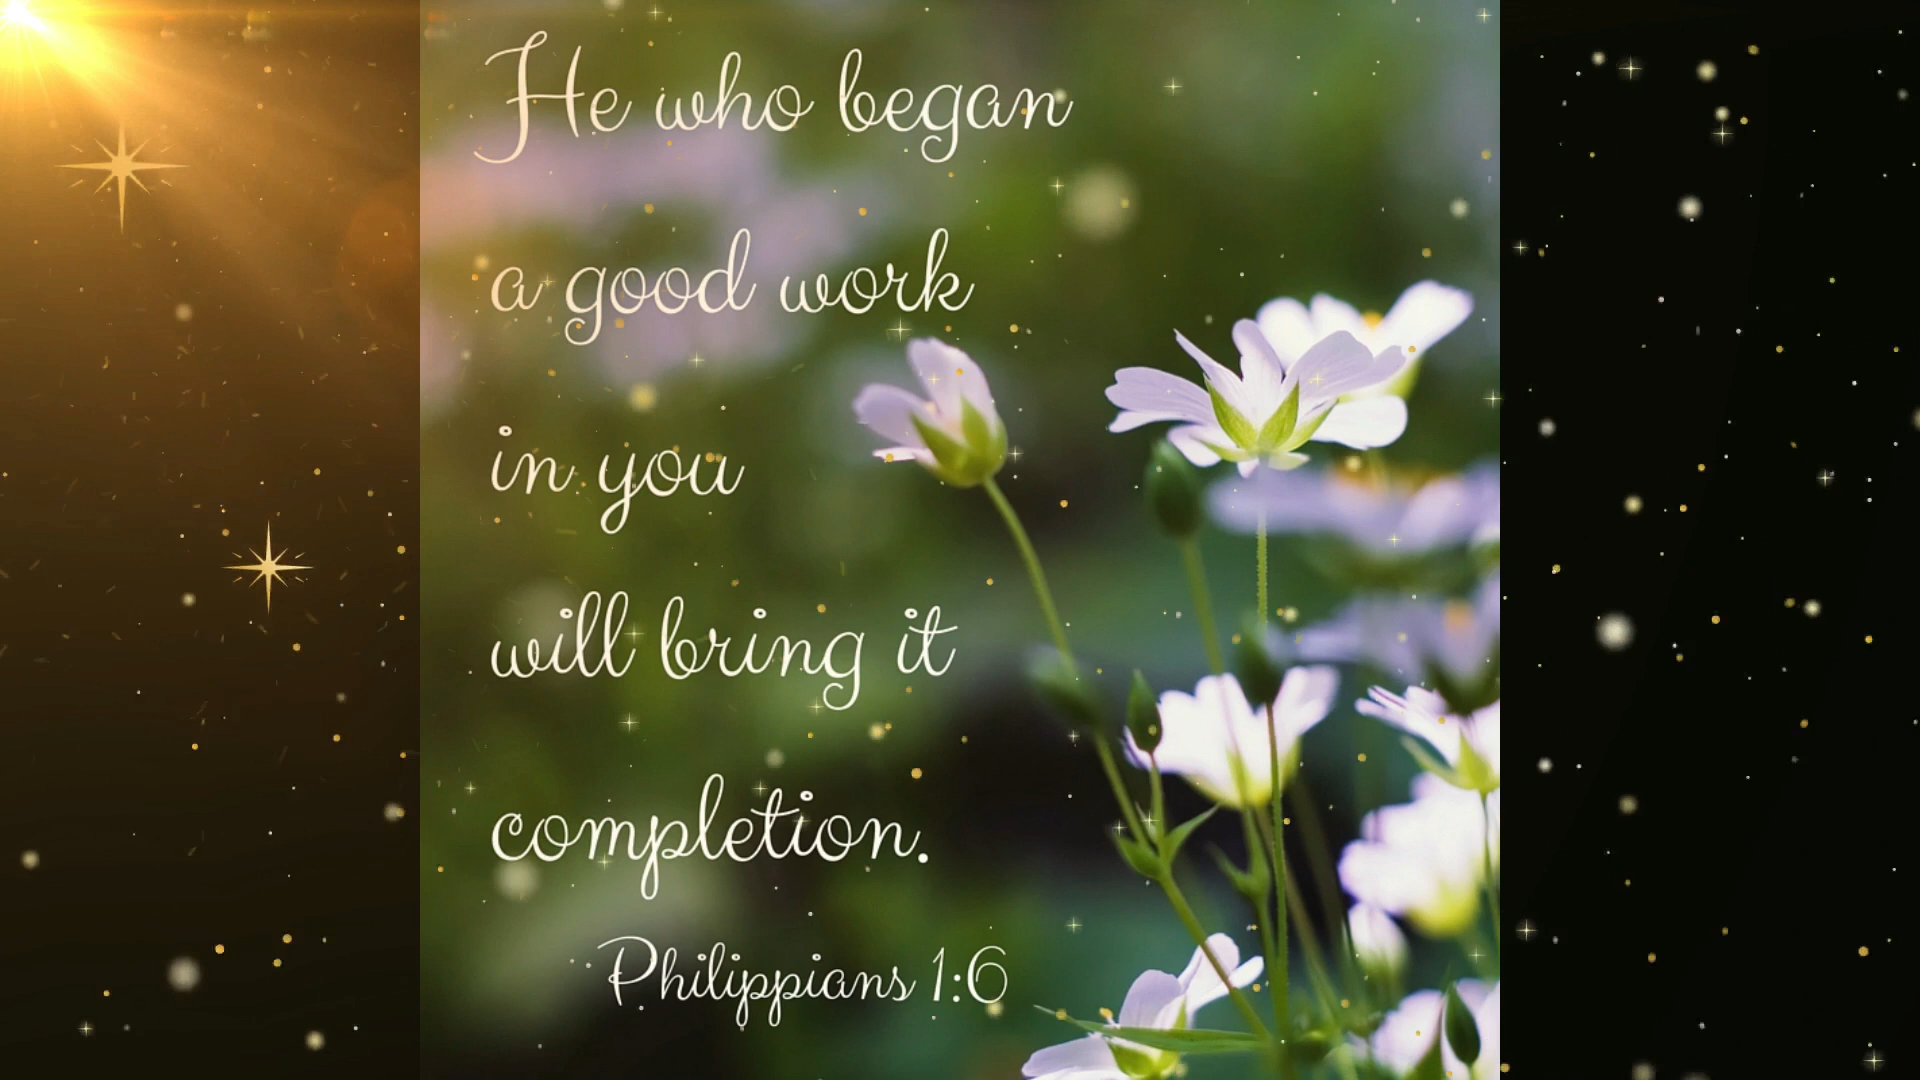 He who began
a good work
in you
will bring it
completion.
Philippians 1:6